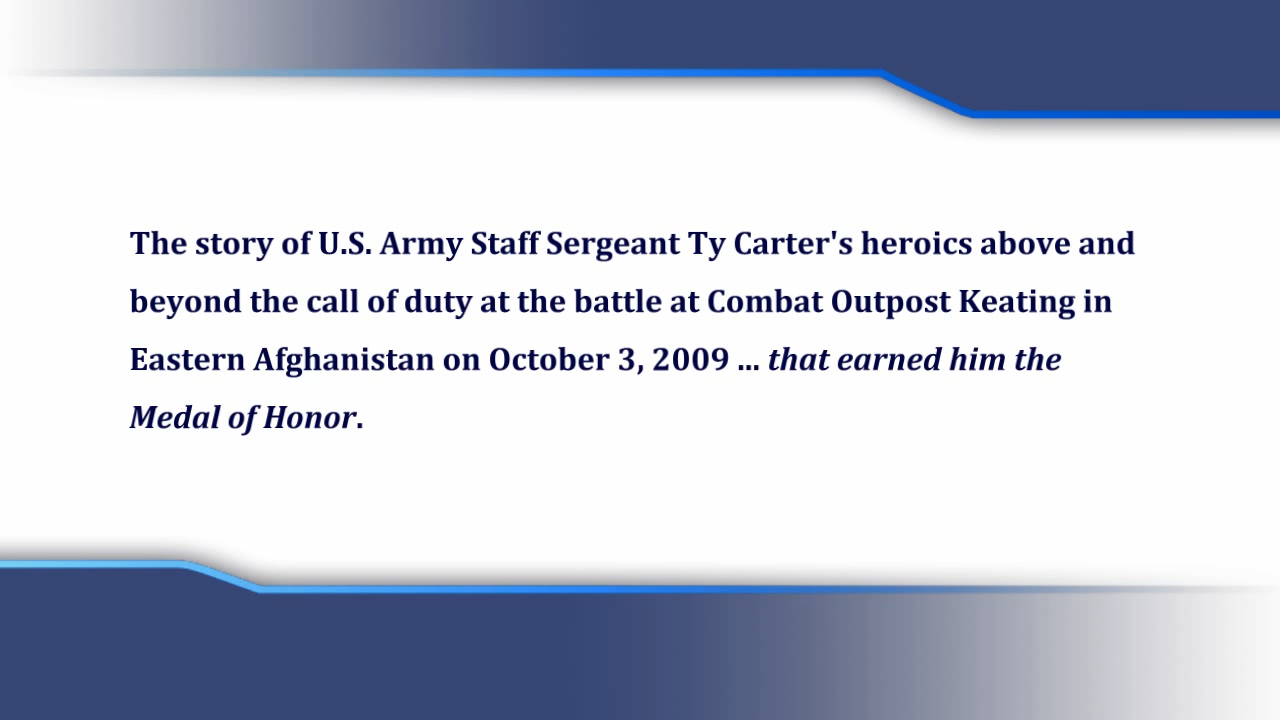 The story of U.S. Army Staff Sergeant Ty Carter's heroics above and
beyond the call of duty at the battle at Combat Outpost Keating in
Eastern Afghanistan on October 3, 2009 ... that earned him the
Medal of Honor.